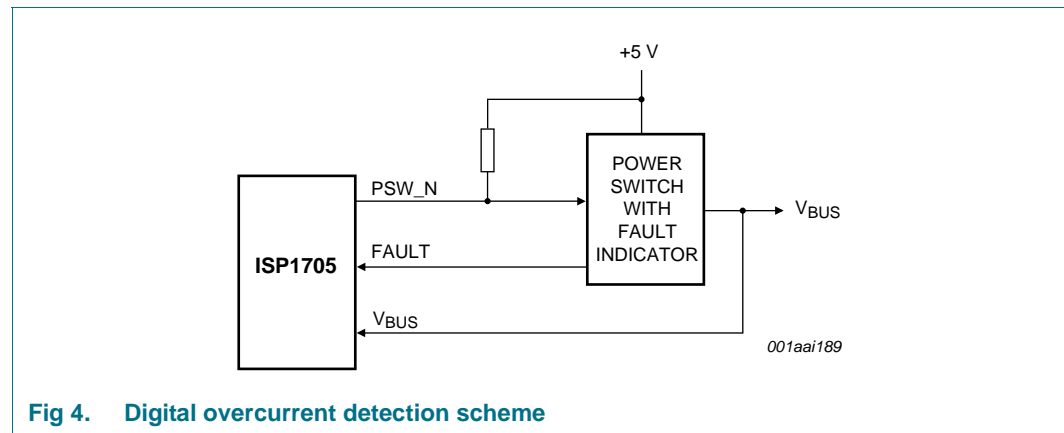 +5 V
PSW_N
POWER
SWITCH
WITH
FAULT
INDICATOR
VBUS
ISP1705
FAULT
VBUS
001aai189
Fig 4. Digital overcurrent detection scheme